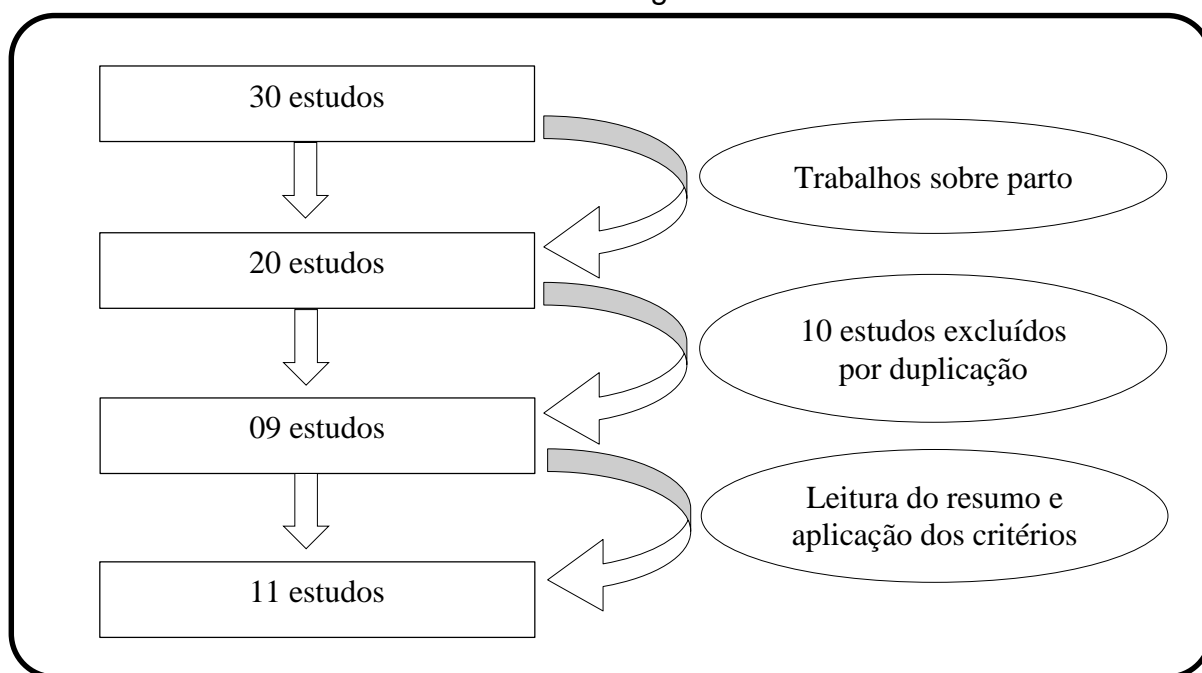 30 estudos
Trabalhos sobre parto
20 estudos
10 estudos excluídos
por duplicação
09 estudos
Leitura do resumo e
aplicação dos critérios
11 estudos